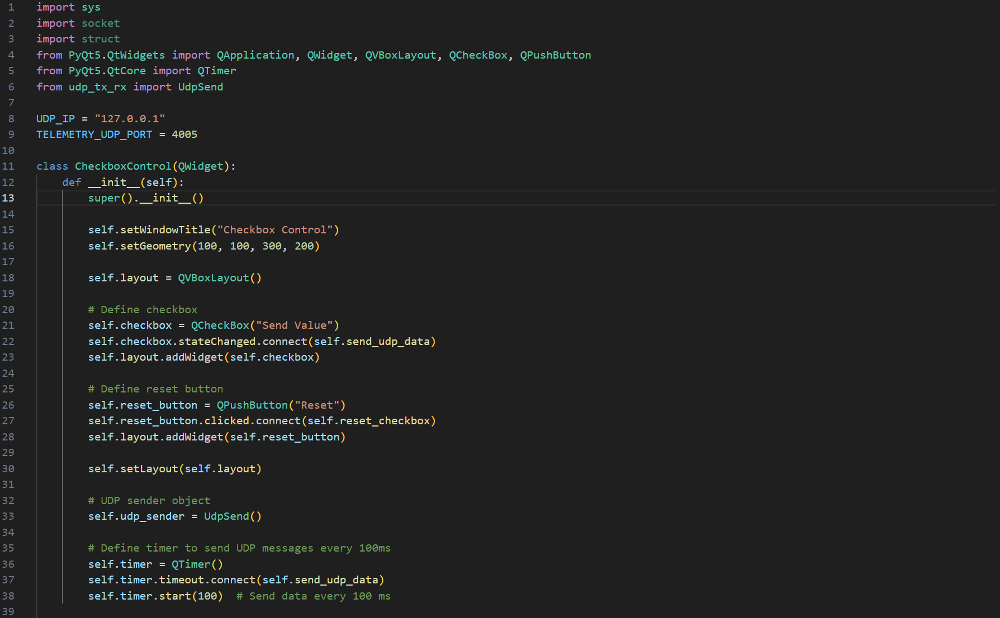 1 import sys
2 import socket
3 import struct
4 from PyQt5.QtWidgets import QApplication, QWidget, QVBoxLayout, QCheckBox, QPushButton
5 from PyQt5.QtCore import QTimer
6 from udp_tx_rx import UdpSend
7
8 UDP_IP = "127.0.0.1"
9 TELEMETRY_UDP_PORT = 4005
10
11 class CheckboxControl(QWidget):
12     def __init__(self):
13         super().__init__()
14
15         self.setWindowTitle("Checkbox Control")
16         self.setGeometry(100, 100, 300, 200)
17
18         self.layout = QVBoxLayout()
19
20         # Define checkbox
21         self.checkbox = QCheckBox("Send Value")
22         self.checkbox.stateChanged.connect(self.send_udp_data)
23         self.layout.addWidget(self.checkbox)
24
25         # Define reset button
26         self.reset_button = QPushButton("Reset")
27         self.reset_button.clicked.connect(self.reset_checkbox)
28         self.layout.addWidget(self.reset_button)
29
30         self.setLayout(self.layout)
31
32         # UDP sender object
33         self.udp_sender = UdpSend()
34
35         # Define timer to send UDP messages every 100ms
36         self.timer = QTimer()
37         self.timer.timeout.connect(self.send_udp_data)
38         self.timer.start(100)  # Send data every 100 ms
39